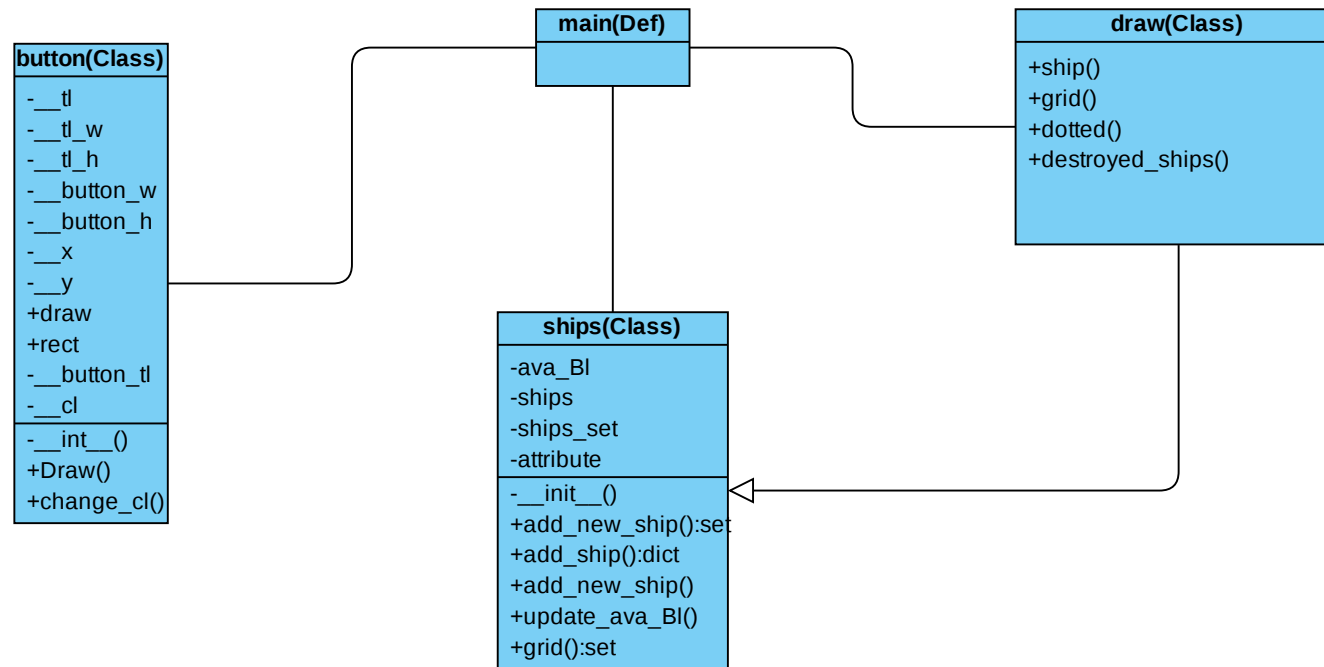 button(Class)
-__tl
-__tl_w
-__tl_h
-__button_w
-__button_h
-__x
-__y
+draw
+rect
-__button_tl
-__cl
-__int__()
+Draw()
+change_cl()
main(Def)
draw(Class)
+ship()
+grid()
+dotted()
+destroyed_ships()
ships(Class)
-ava_Bl
-ships
-ships_set
-attribute
-__init__()
+add_new_ship():set
+add_ship():dict
+add_new_ship()
+update_ava_Bl()
+grid():set